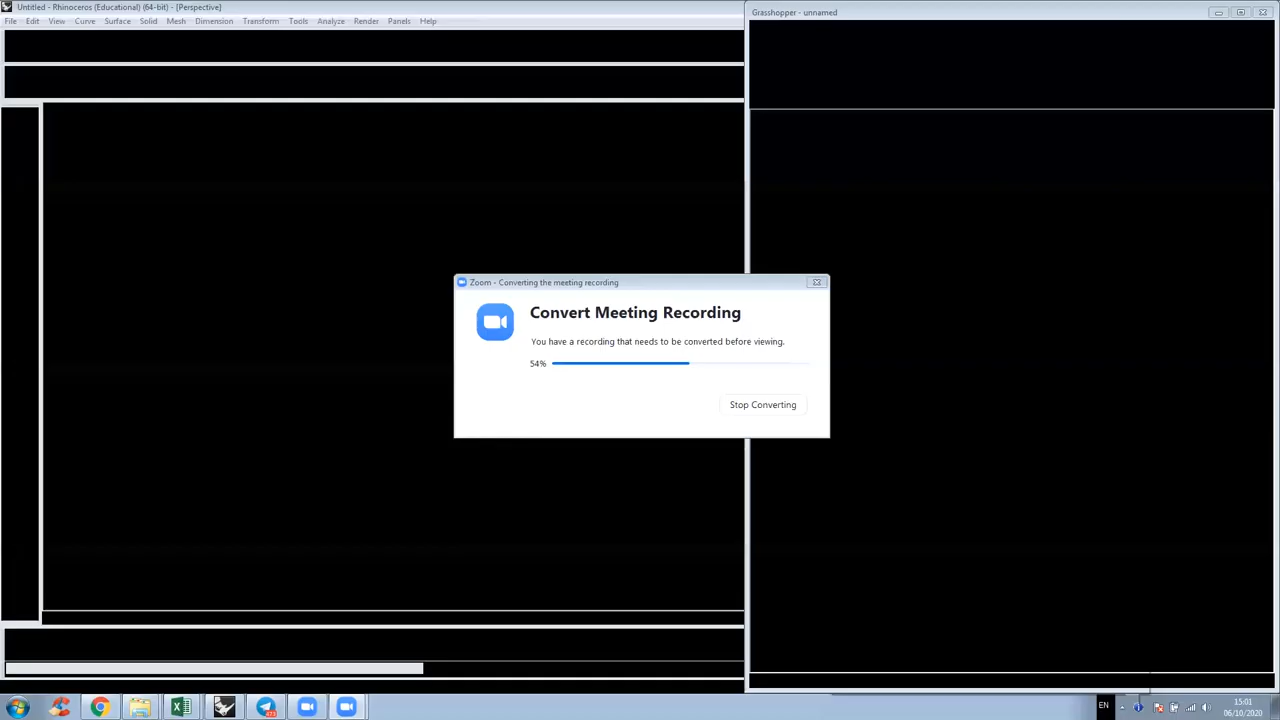 Untitled - Rhinoceros (Educational) (64-bit) - [Perspective]
File Edit View Curve Surface Solid Mesh Dimension Transform Tools Analyze Render Panels Help
Grasshopper - unnamed
Zoom - Converting the meeting recording
Convert Meeting Recording
You have a recording that needs to be converted before viewing.
54%
Stop Converting
473
EN
15:01
06/10/2020